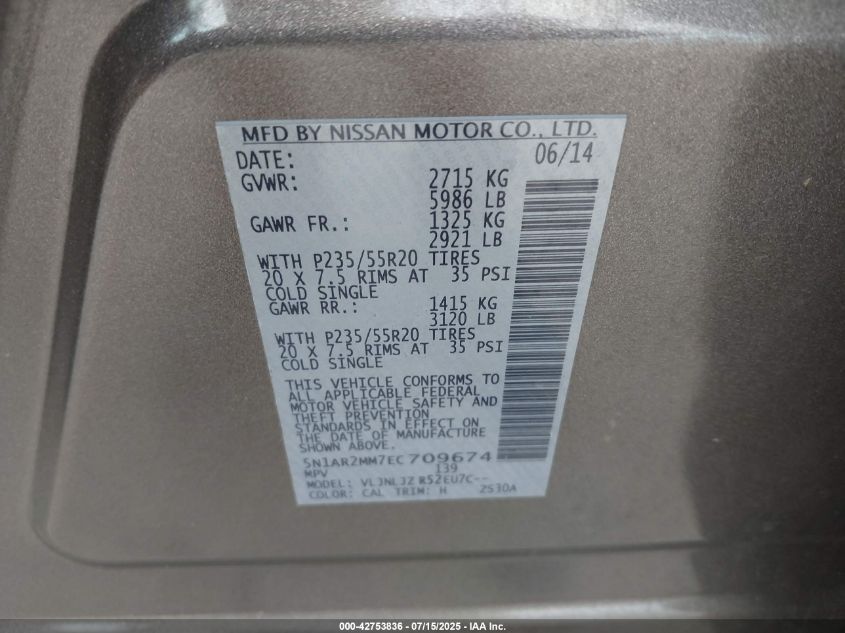 MFD BY NISSAN MOTOR CO., LTD.
DATE: 06/14
GVWR: 2715 KG
5986 LB
GAWR FR.: 1325 KG
2921 LB
WITH P235/55R20 TIRES
20 X 7.5 RIMS AT 35 PSI
COLD SINGLE
GAWR RR.: 1415 KG
3120 LB
WITH P235/55R20 TIRES
20 X 7.5 RIMS AT 35 PSI
COLD SINGLE
THIS VEHICLE CONFORMS TO
ALL APPLICABLE FEDERAL
MOTOR VEHICLE SAFETY AND
THEFT PREVENTION
STANDARDS IN EFFECT ON
THE DATE OF MANUFACTURE
SHOWN ABOVE.
5N1AR2MM7EC709674
MPV 139
MODEL: VLJNLJZ R52EU7C--
COLOR: CAL TRIM: H 2S30A
000-42753836 - 07/15/2025 - IAA Inc.